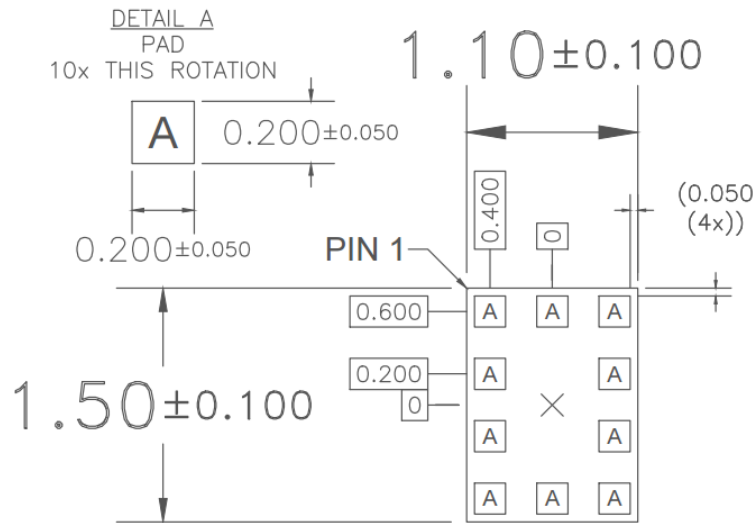 DETAIL A
PAD
10x THIS ROTATION
1.10±0.100
A
0.200±0.050
0.200±0.050
0.400
0
(0.050
(4x))
PIN 1
0.600
A A A
0.200
A A
0
1.50±0.100
A A
A A A